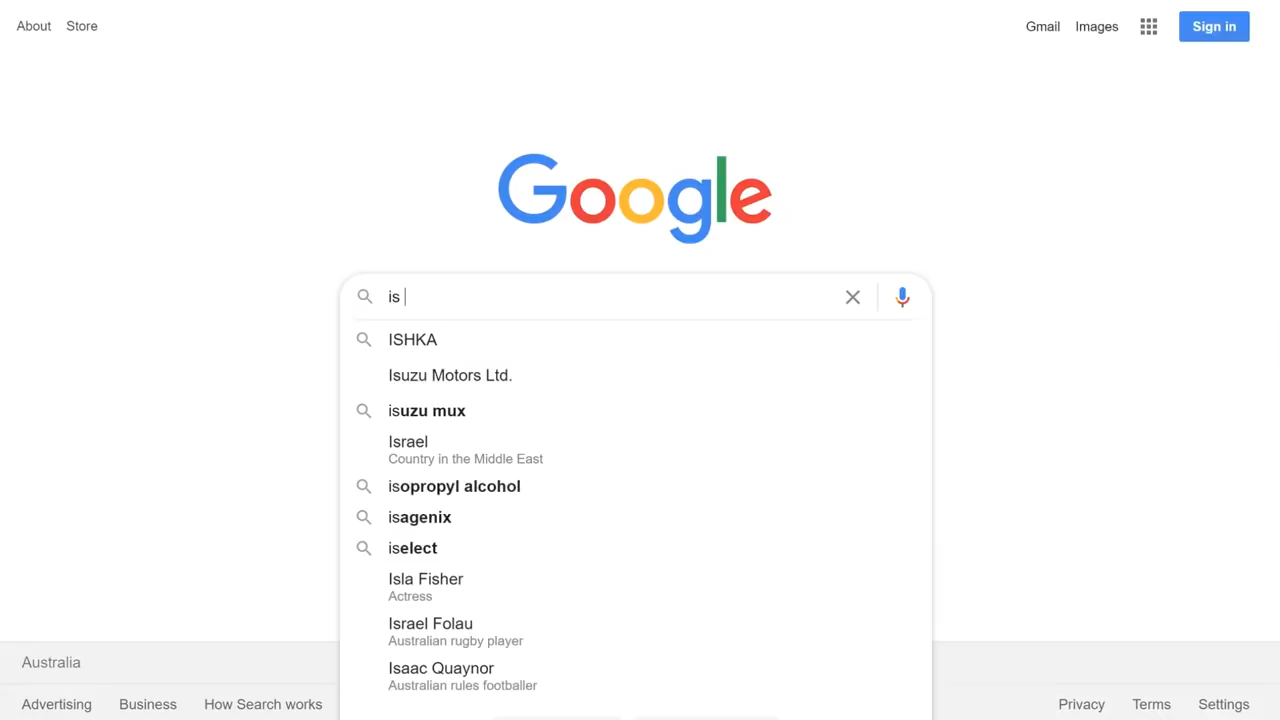 About Store
Gmail Images Sign in
Google
is
ISHKA
Isuzu Motors Ltd.
isuzu mux
Israel
Country in the Middle East
isopropyl alcohol
isagenix
iselect
Isla Fisher
Actress
Israel Folau
Australian rugby player
Isaac Quaynor
Australian rules footballer
Australia
Advertising Business How Search works
Privacy Terms Settings